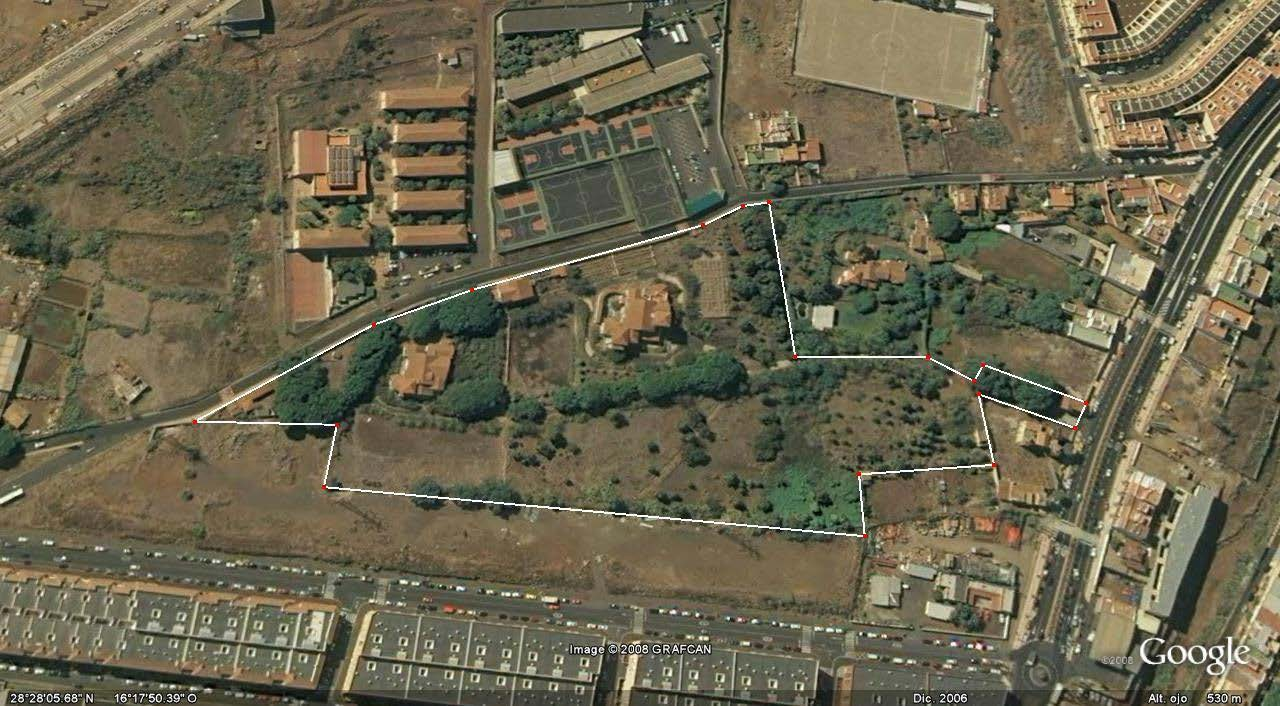 Image © 2008 GRAFCAN
©2008 Google
28°28'05.68" N 16°17'50.39" O Dic. 2006 Alt. ojo 530 m